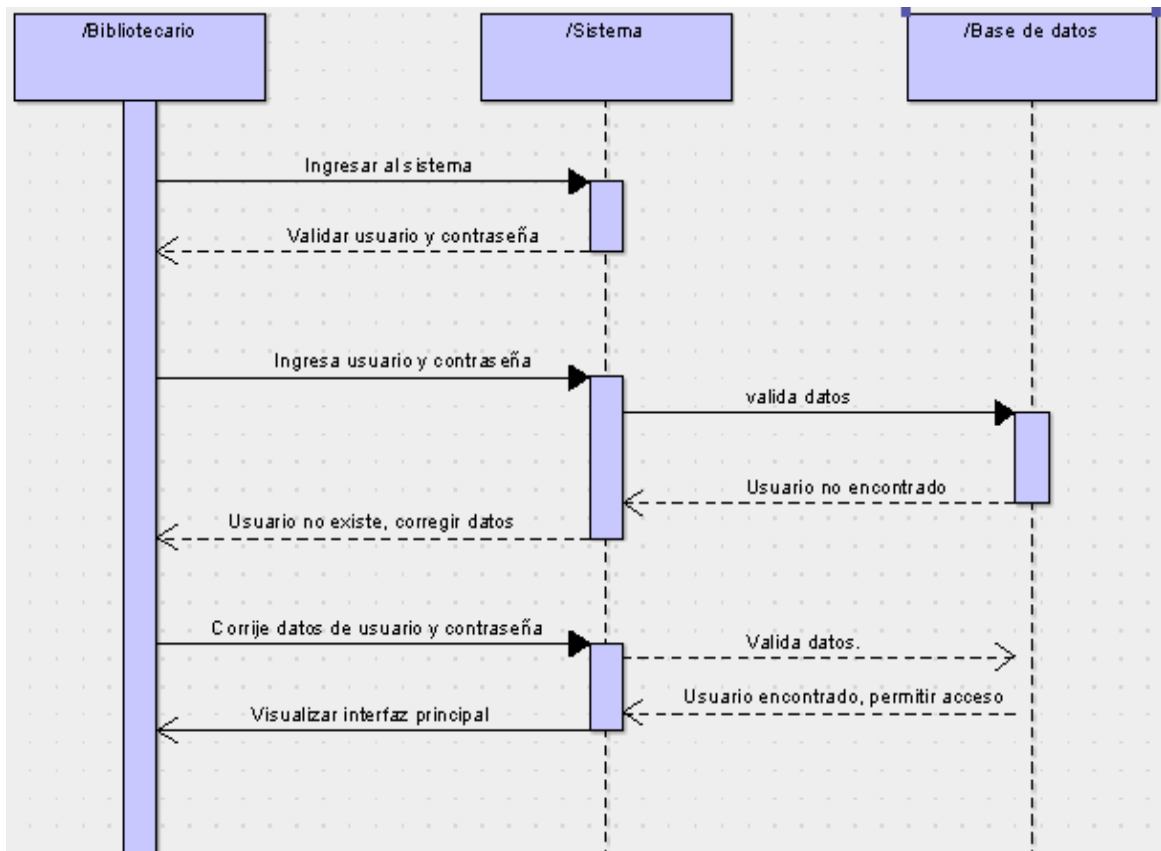 /Bibliotecario
/Sistema
/Base de datos
Ingresar al sistema
Validar usuario y contraseña
Ingresa usuario y contraseña
valida datos
Usuario no encontrado
Usuario no existe, corregir datos
Corrije datos de usuario y contraseña
Valida datos.
Usuario encontrado, permitir acceso
Visualizar interfaz principal